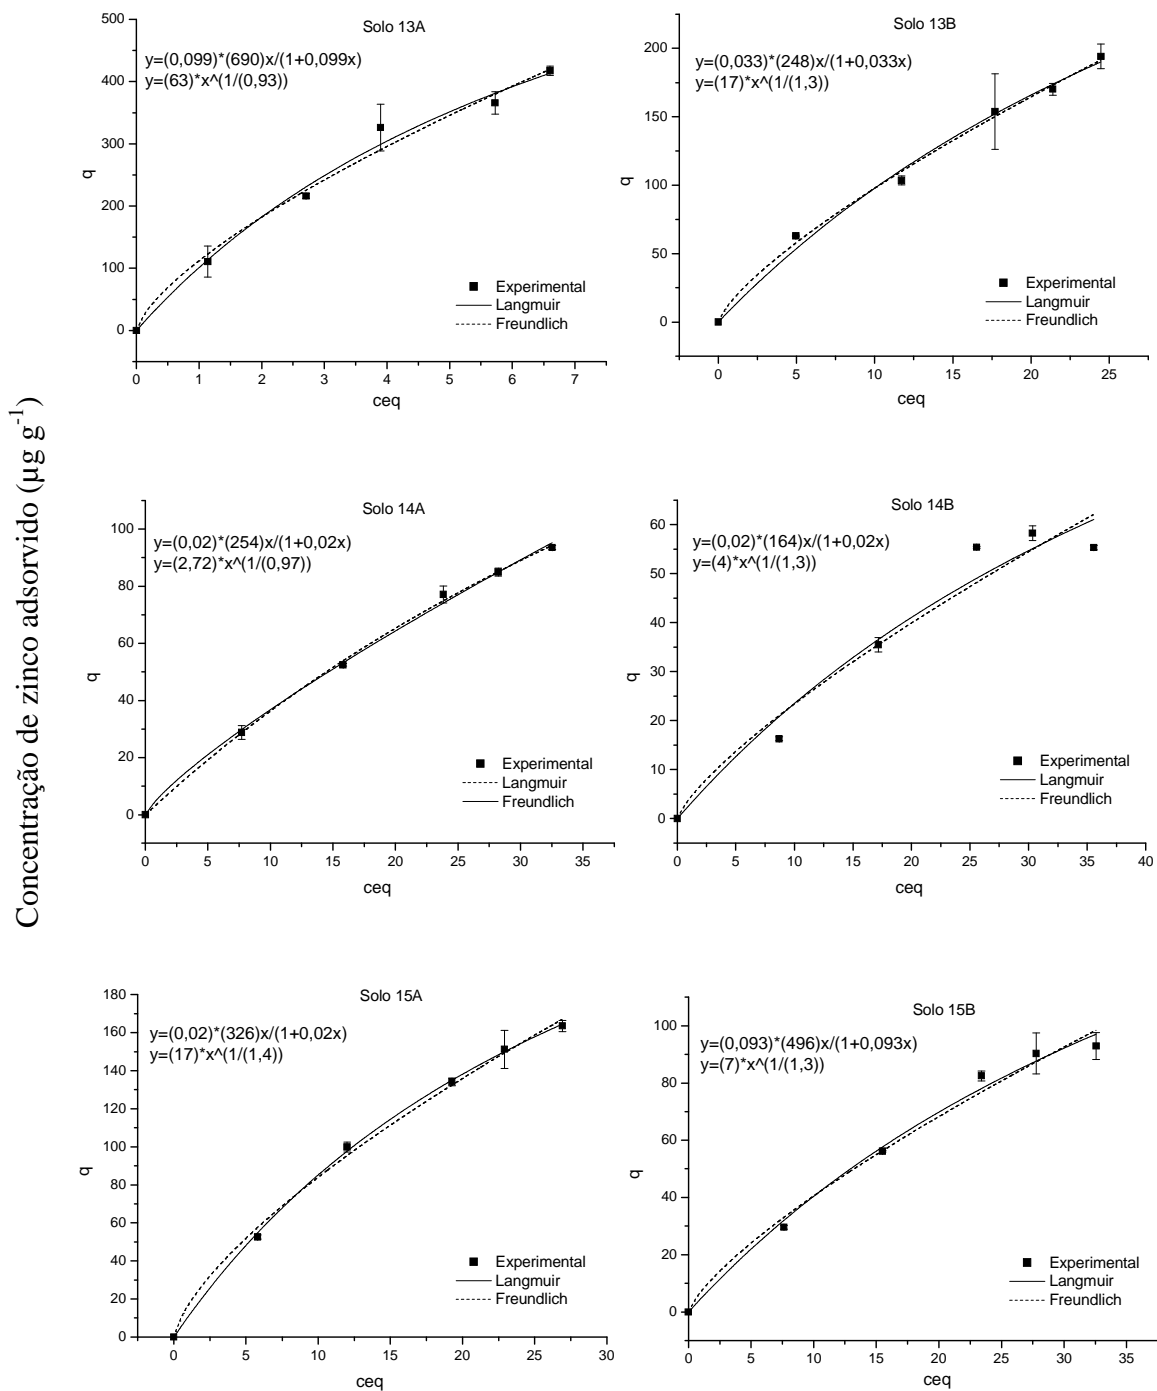 Concentração de zinco adsorvido (µg g-1)
Solo 13A
y=(0,099)*(690)x/(1+0,099x)
y=(63)*x^(1/(0,93))
500
400
300
200
100
0
q
Experimental
Langmuir
Freundlich
0 1 2 3 4 5 6 7
ceq
Solo 13B
y=(0,033)*(248)x/(1+0,033x)
y=(17)*x^(1/(1,3))
200
150
100
50
0
q
Experimental
Langmuir
Freundlich
0 5 10 15 20 25
ceq
Solo 14A
y=(0,02)*(254)x/(1+0,02x)
y=(2,72)*x^(1/(0,97))
100
80
60
40
20
0
q
Experimental
Langmuir
Freundlich
0 5 10 15 20 25 30 35
ceq
Solo 14B
y=(0,02)*(164)x/(1+0,02x)
y=(4)*x^(1/(1,3))
60
50
40
30
20
10
0
q
Experimental
Langmuir
Freundlich
0 5 10 15 20 25 30 35 40
ceq
Solo 15A
y=(0,02)*(326)x/(1+0,02x)
y=(17)*x^(1/(1,4))
180
160
140
120
100
80
60
40
20
0
q
Experimental
Langmuir
Freundlich
0 5 10 15 20 25 30
ceq
Solo 15B
y=(0,093)*(496)x/(1+0,093x)
y=(7)*x^(1/(1,3))
100
80
60
40
20
0
q
Experimental
Langmuir
Freundlich
0 5 10 15 20 25 30 35
ceq